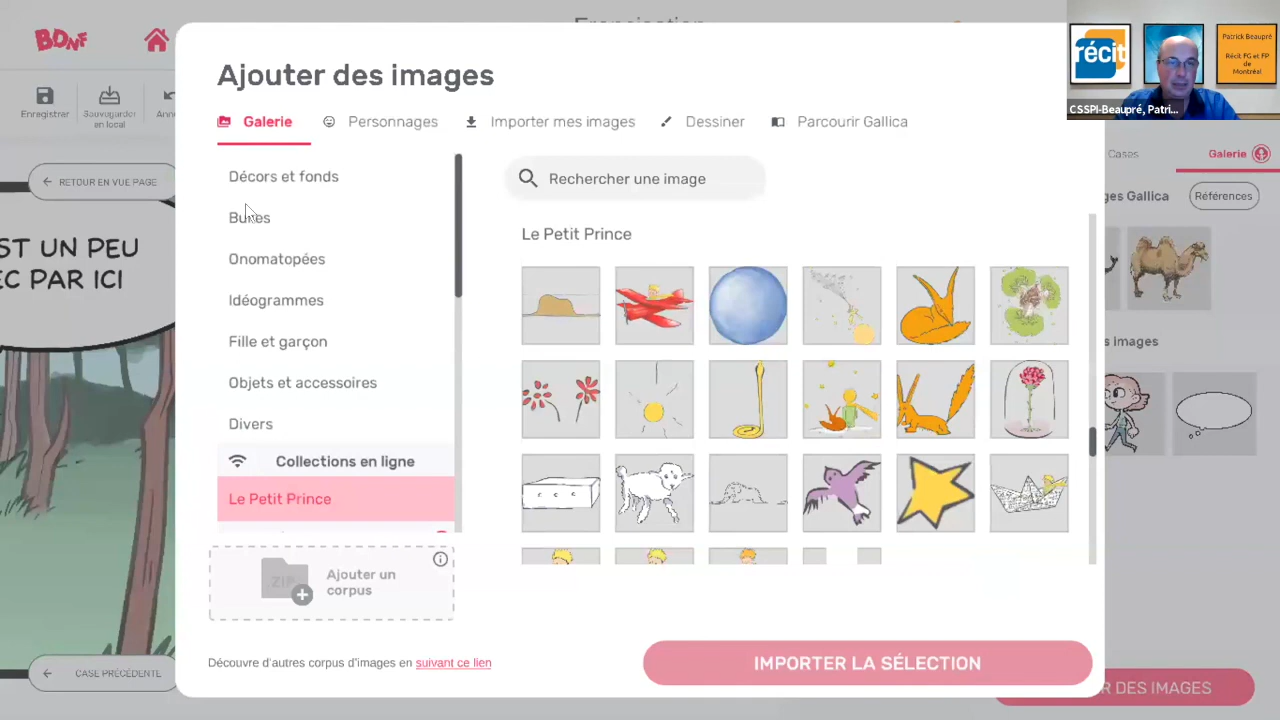 BDnF
Francisation
récit
Patrick Beaupré
Récit FG et FP
de
Montréal
CSSPI-Beaupré, Patri...
Enregistrer
Sauvegarder
en local
Ajouter des images
Galerie
Personnages
Importer mes images
Dessiner
Parcourir Gallica
Cases
Galerie
Références
RETOUR EN VUE PAGE
ST UN PEU
EC PAR ICI
Décors et fonds
Bulles
Onomatopées
Idéogrammes
Fille et garçon
Objets et accessoires
Divers
Collections en ligne
Le Petit Prince
Rechercher une image
Le Petit Prince
ges Gallica
s images
ZIP
Ajouter un
corpus
Découvre d'autres corpus d'images en suivant ce lien
IMPORTER LA SÉLECTION
CASE PRÉCÉDENTE
R DES IMAGES